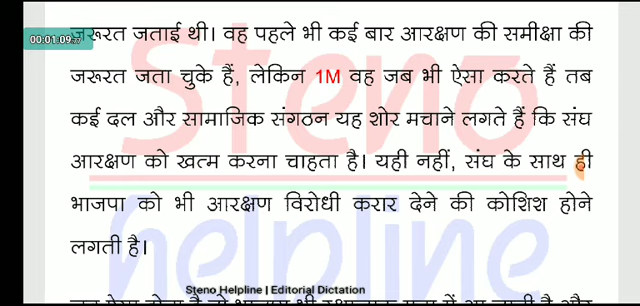 जरूरत जताई थी। वह पहले भी कई बार आरक्षण की समीक्षा की
00:01:09
जरूरत जता चुके हैं, लेकिन 1M वह जब भी ऐसा करते हैं तब
कई दल और सामाजिक संगठन यह शोर मचाने लगते हैं कि संघ
आरक्षण को खत्म करना चाहता है। यही नहीं, संघ के साथ ही
भाजपा को भी आरक्षण विरोधी करार देने की कोशिश होने
लगती है।
Steno
helpline
Steno Helpline | Editorial Dictation